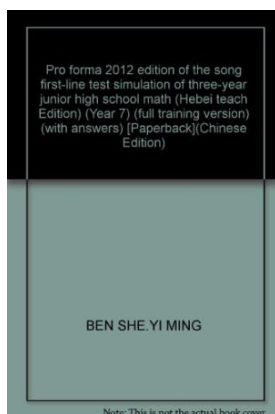 Pro forma 2012 edition of the song
first-line test simulation of three-year
junior high school math (Hebei teach
Edition) (Year 7) (full training version)
(with answers) [Paperback](Chinese
Edition)
BEN SHE.YI MING
Note: This is not the actual book cover